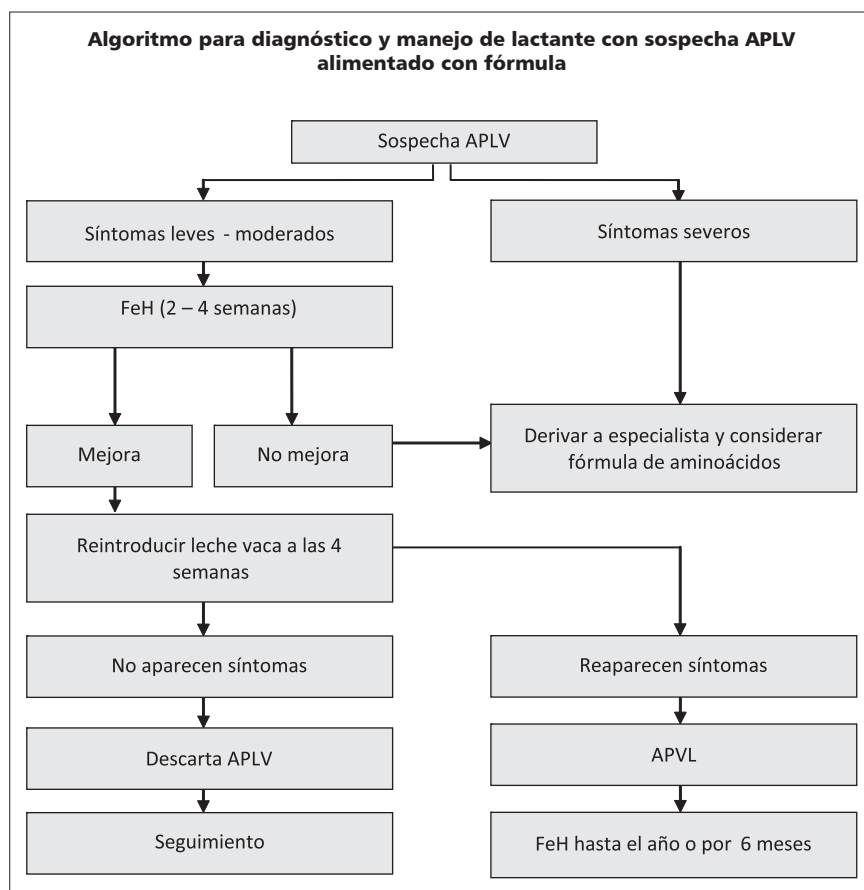 Algoritmo para diagnóstico y manejo de lactante con sospecha APLV
alimentado con fórmula
Sospecha APLV
Síntomas leves - moderados
Síntomas severos
FeH (2 – 4 semanas)
Mejora
No mejora
Derivar a especialista y considerar
fórmula de aminoácidos
Reintroducir leche vaca a las 4
semanas
No aparecen síntomas
Reaparecen síntomas
Descarta APLV
APVL
Seguimiento
FeH hasta el año o por 6 meses